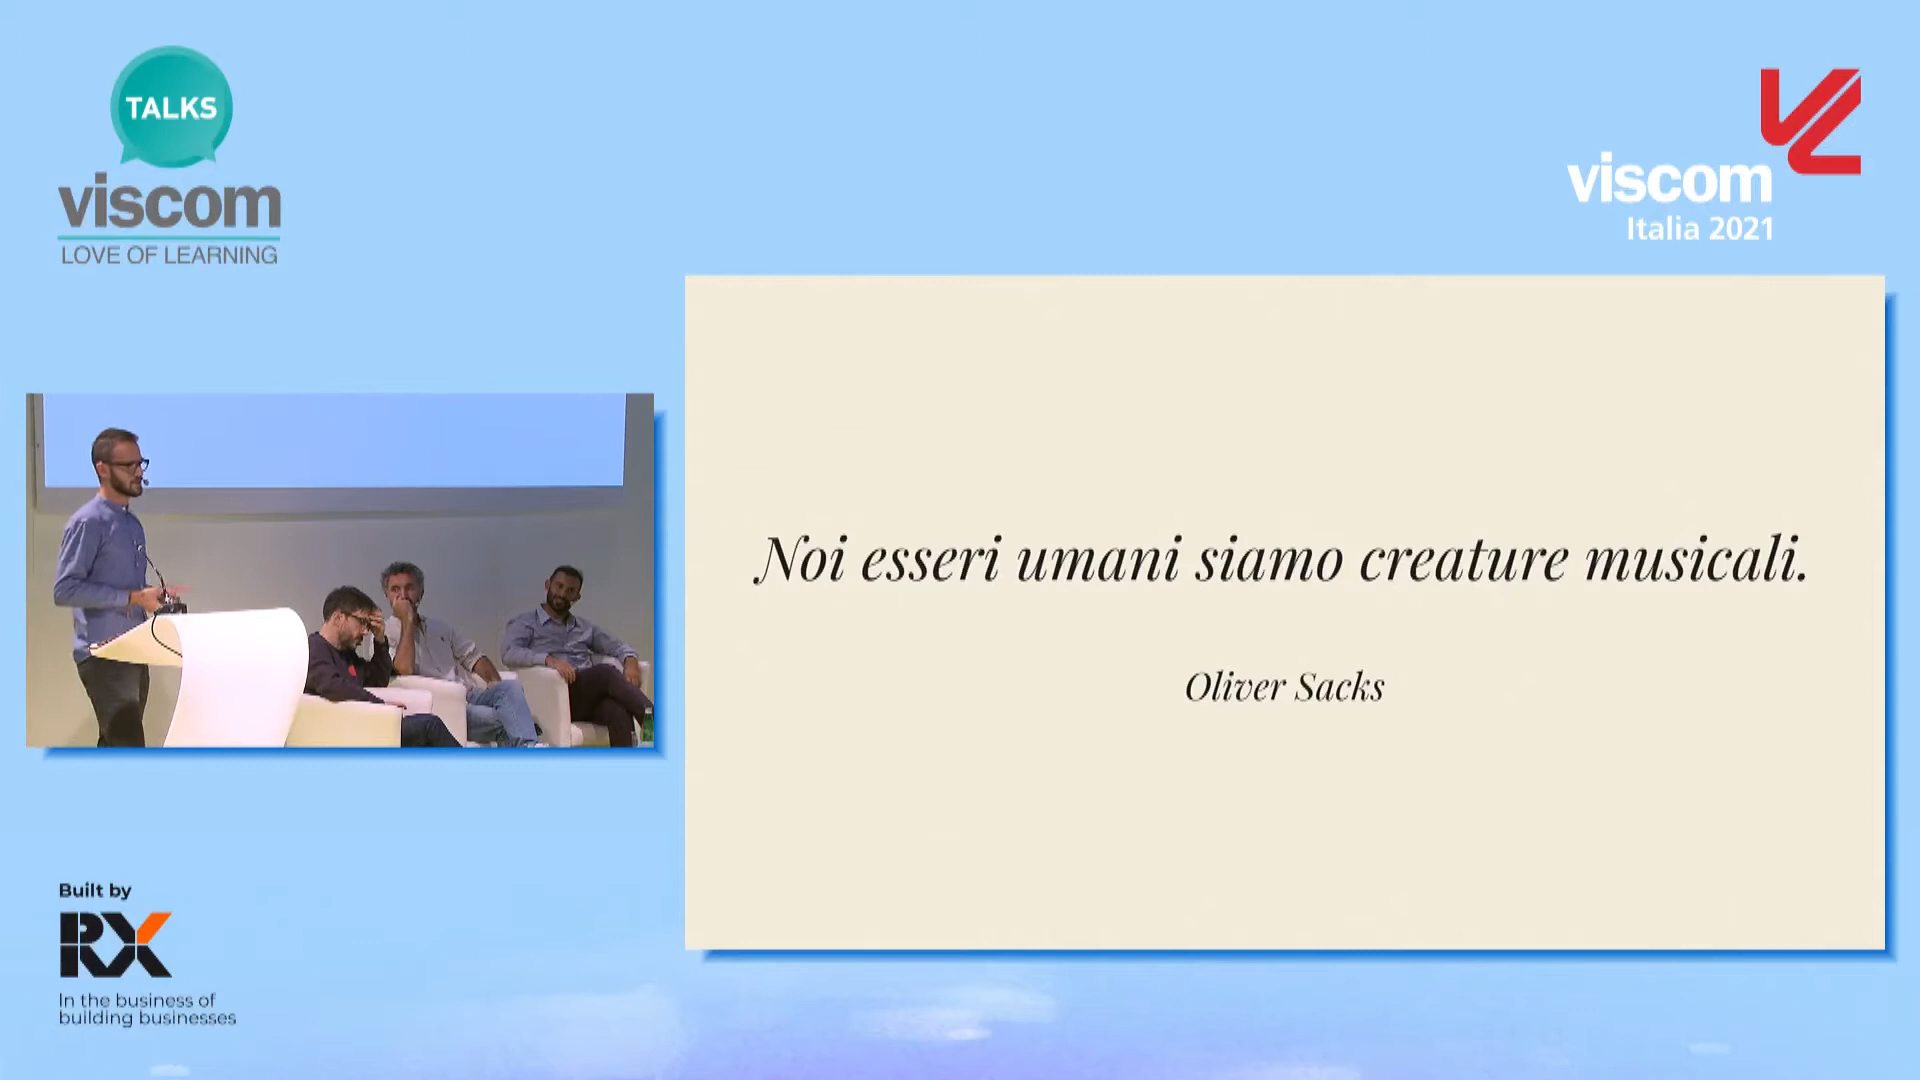 TALKS
viscom
LOVE OF LEARNING
viscom
Italia 2021
Noi esseri umani siamo creature musicali.
Oliver Sacks
Built by
RX
In the business of
building businesses